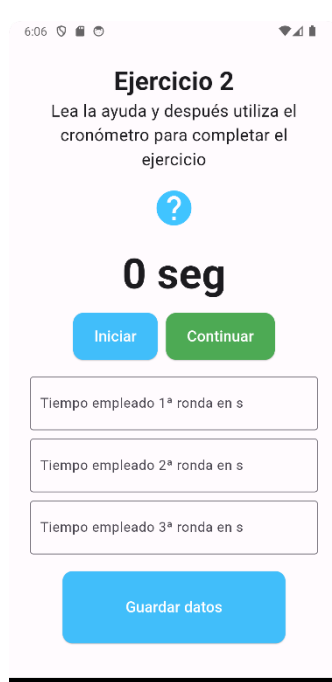 6:06
Ejercicio 2
Lea la ayuda y después utiliza el
cronómetro para completar el
ejercicio
?
0 seg
Iniciar Continuar
Tiempo empleado 1ª ronda en s
Tiempo empleado 2ª ronda en s
Tiempo empleado 3ª ronda en s
Guardar datos